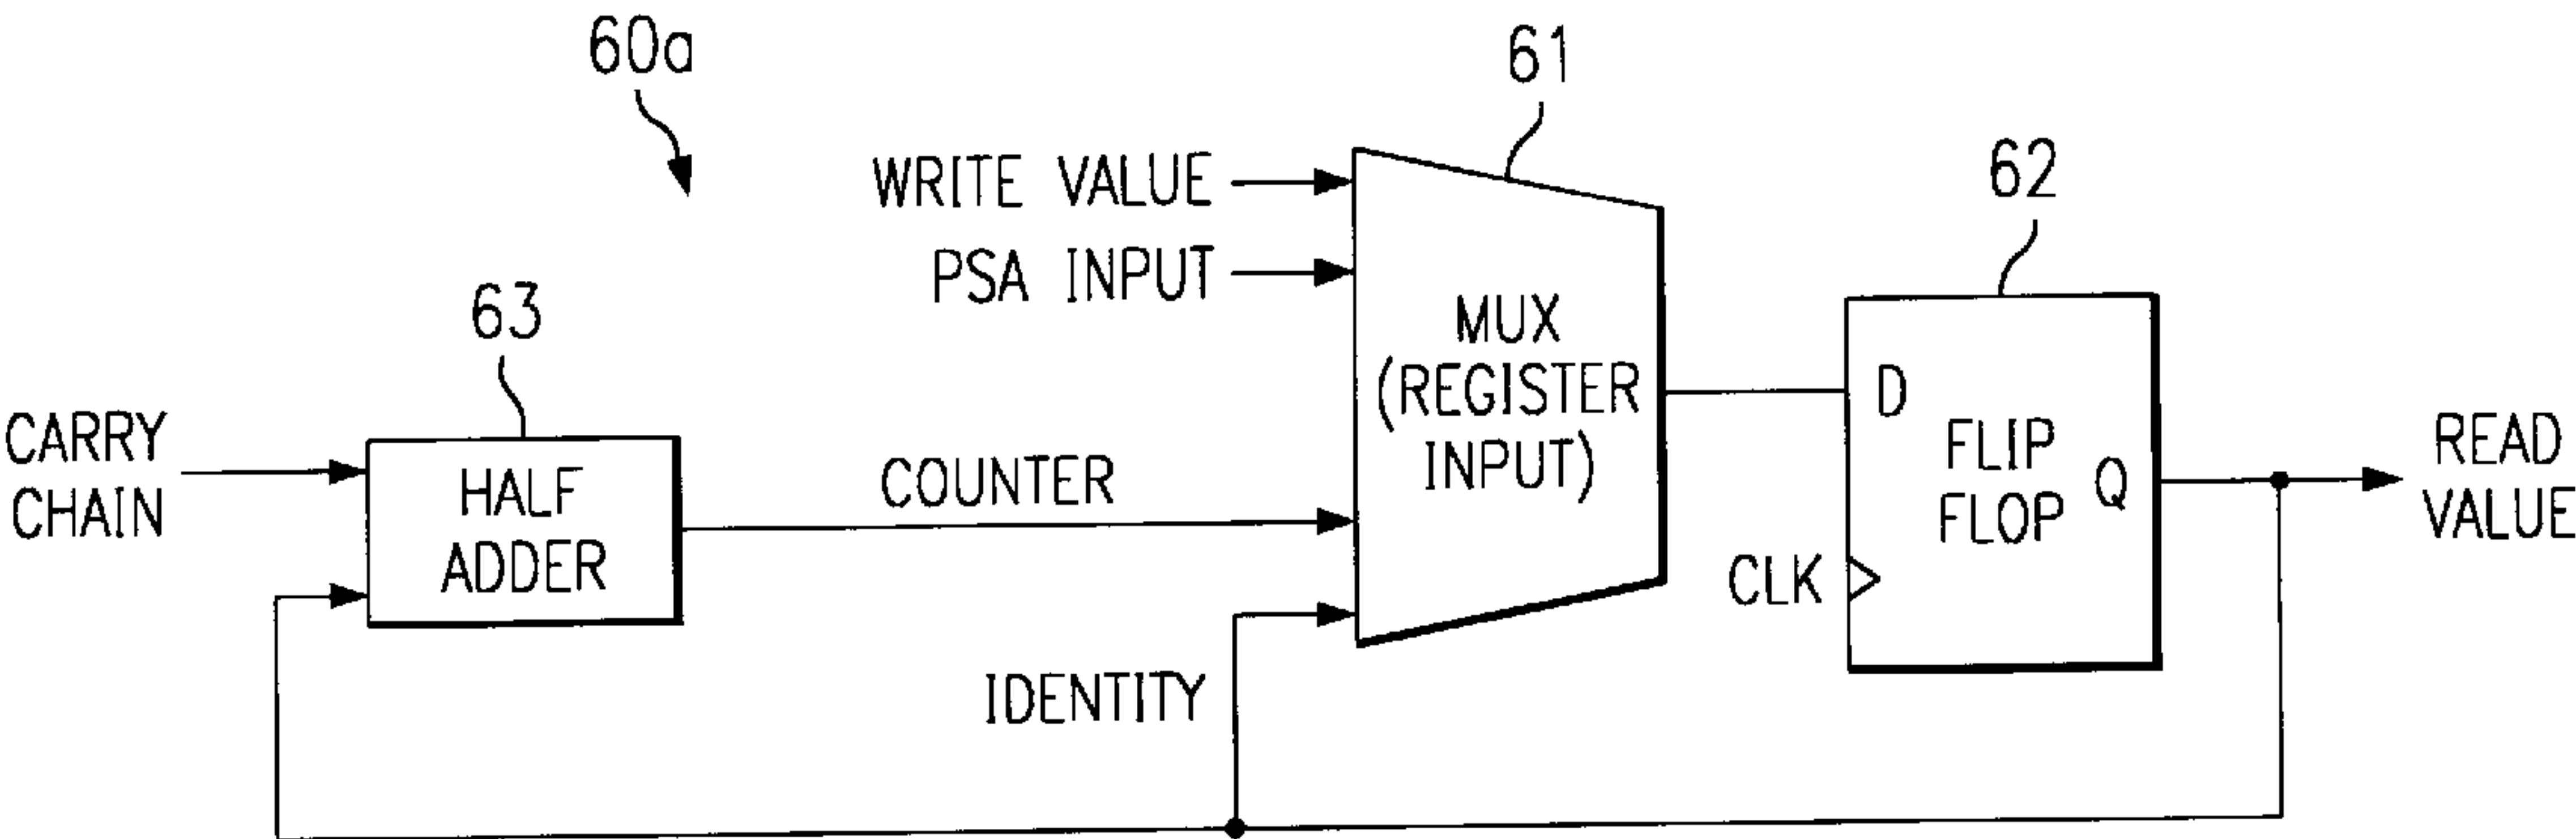 60a
61
WRITE VALUE
PSA INPUT
62
63
MUX
(REGISTER
INPUT)
D
FLIP
FLOP
Q
CLK
READ
VALUE
CARRY
CHAIN
HALF
ADDER
COUNTER
IDENTITY